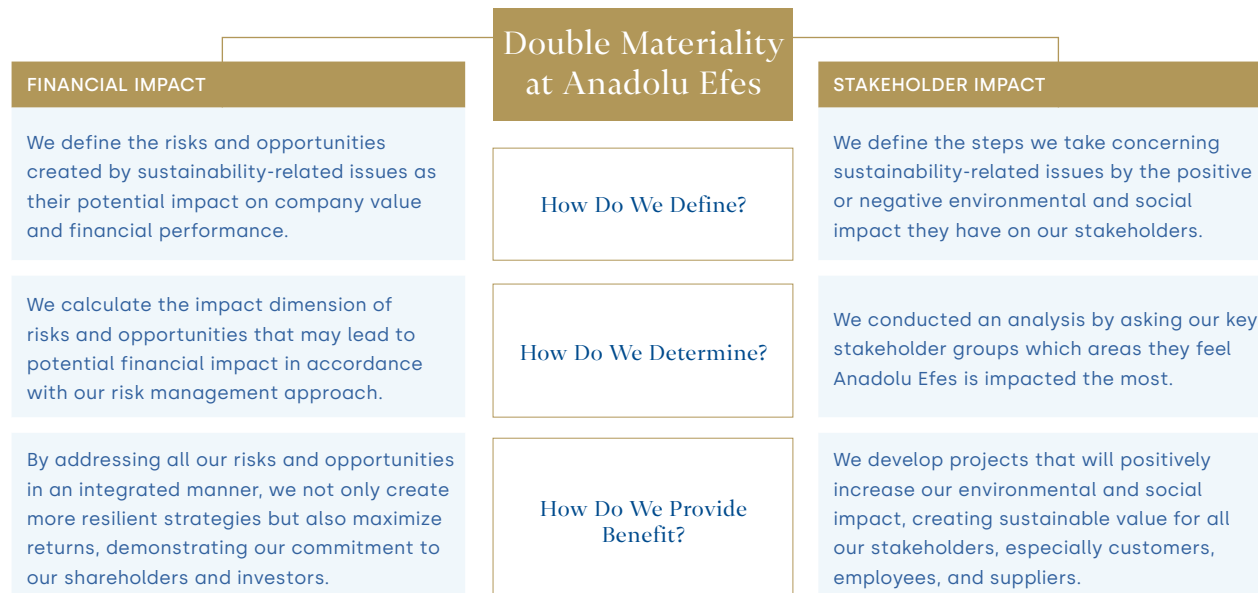 Double Materiality
at Anadolu Efes
FINANCIAL IMPACT
STAKEHOLDER IMPACT
We define the risks and opportunities
created by sustainability-related issues as
their potential impact on company value
and financial performance.
How Do We Define?
We define the steps we take concerning
sustainability-related issues by the positive
or negative environmental and social
impact they have on our stakeholders.
We calculate the impact dimension of
risks and opportunities that may lead to
potential financial impact in accordance
with our risk management approach.
How Do We Determine?
We conducted an analysis by asking our key
stakeholder groups which areas they feel
Anadolu Efes is impacted the most.
By addressing all our risks and opportunities
in an integrated manner, we not only create
more resilient strategies but also maximize
returns, demonstrating our commitment to
our shareholders and investors.
How Do We Provide
Benefit?
We develop projects that will positively
increase our environmental and social
impact, creating sustainable value for all
our stakeholders, especially customers,
employees, and suppliers.